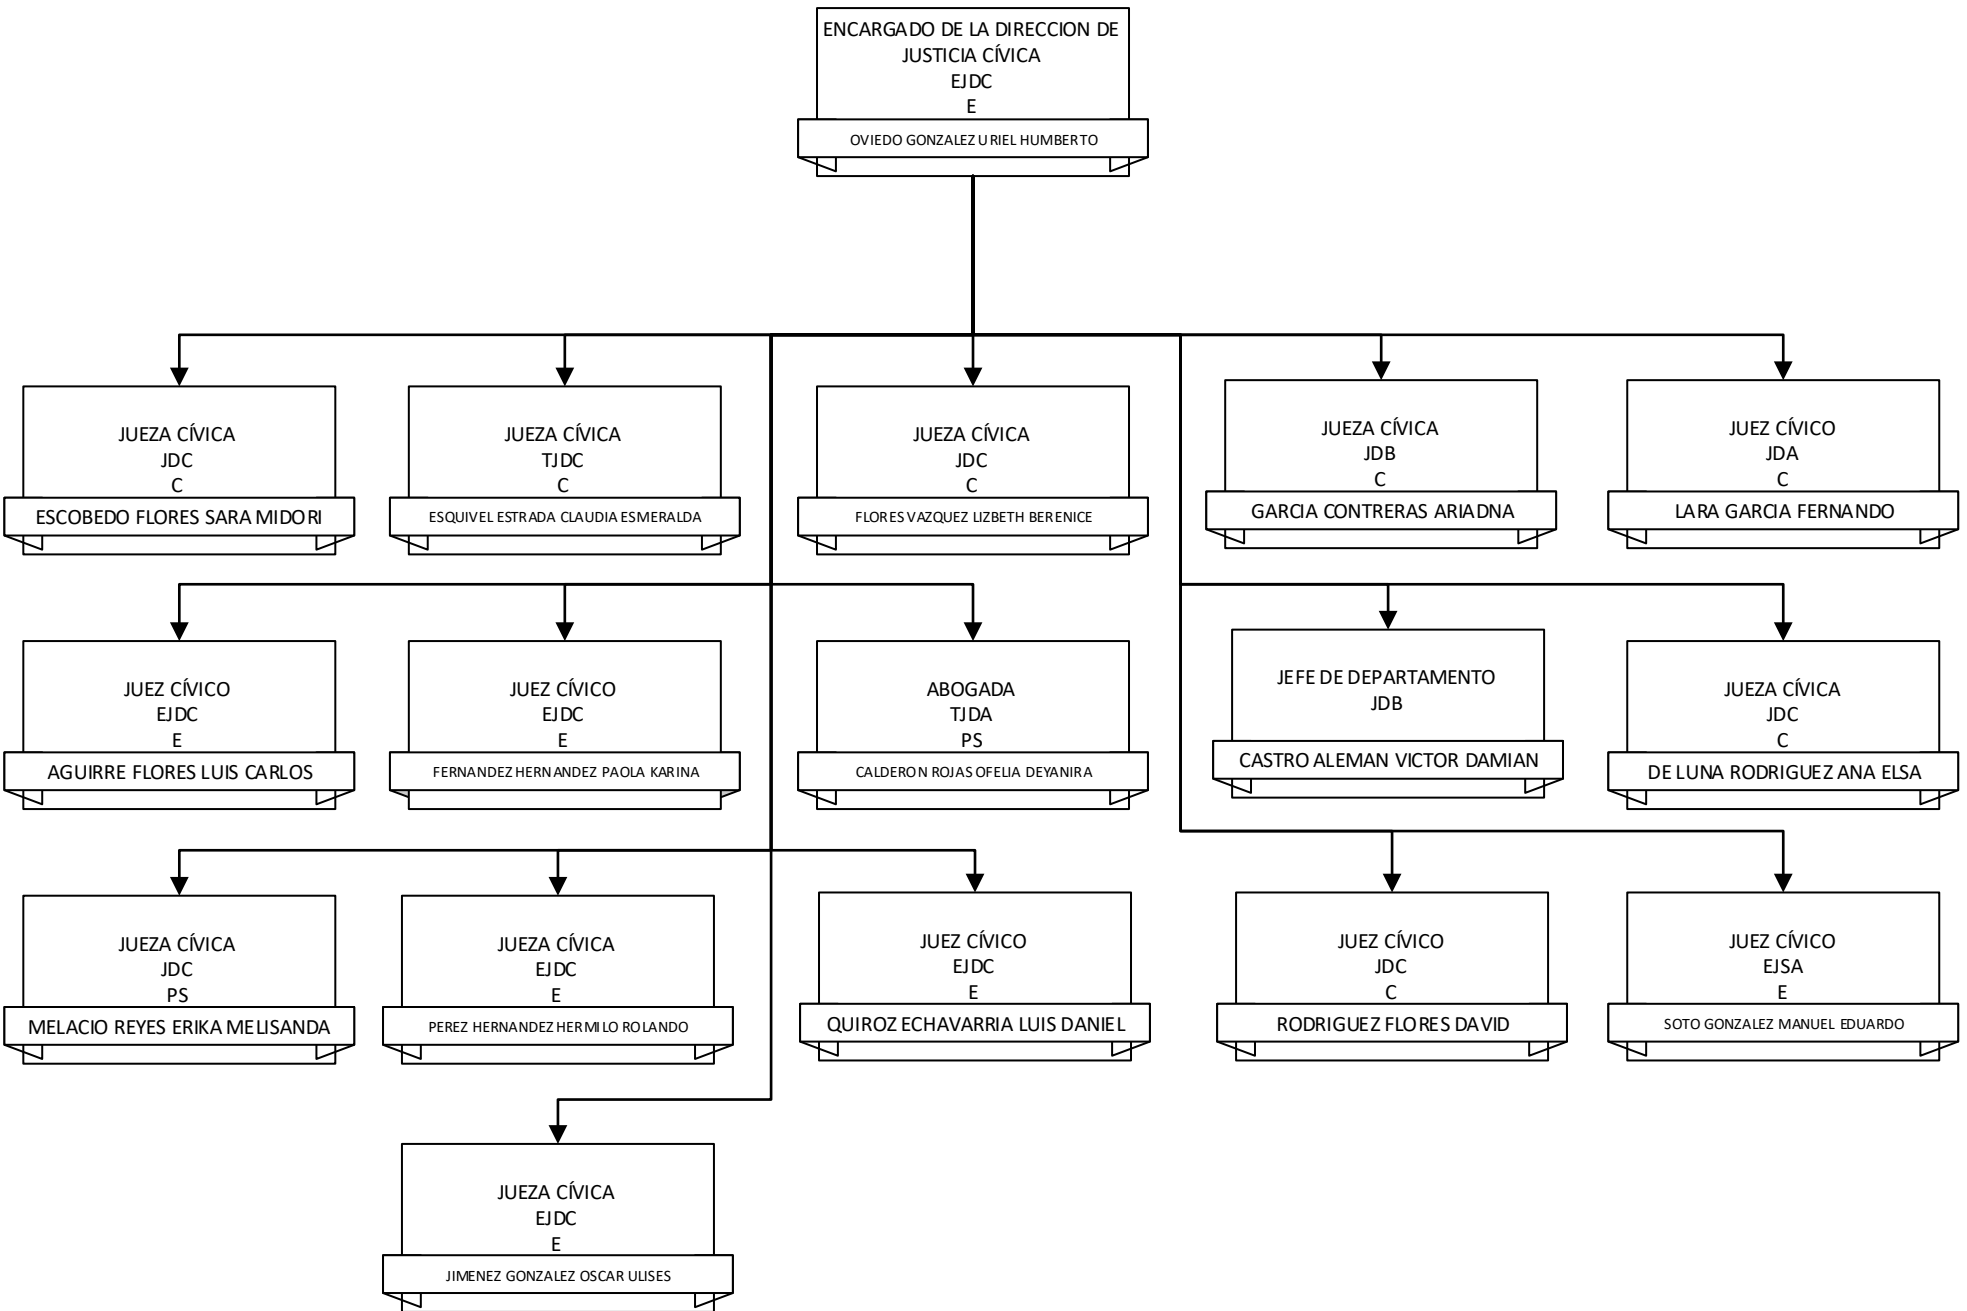 ENCARGADO DE LA DIRECCION DE
JUSTICIA CÍVICA
EJDC
E
OVIEDO GONZALEZ URIEL HUMBERTO
JUEZA CÍVICA
JDC
C
ESCOBEDO FLORES SARA MIDORI
JUEZA CÍVICA
TJDC
C
ESQUIVEL ESTRADA CLAUDIA ESMERALDA
JUEZA CÍVICA
JDC
C
FLORES VAZQUEZ LIZBETH BERENICE
JUEZA CÍVICA
JDB
C
GARCIA CONTRERAS ARIADNA
JUEZ CÍVICO
JDA
C
LARA GARCIA FERNANDO
JUEZ CÍVICO
EJDC
E
AGUIRRE FLORES LUIS CARLOS
JUEZ CÍVICO
EJDC
E
FERNANDEZ HERNANDEZ PAOLA KARINA
ABOGADA
TJDA
PS
CALDERON ROJAS OFELIA DEYANIRA
JEFE DE DEPARTAMENTO
JDB
CASTRO ALEMAN VICTOR DAMIAN
JUEZA CÍVICA
JDC
C
DE LUNA RODRIGUEZ ANA ELSA
JUEZA CÍVICA
JDC
PS
MELACIO REYES ERIKA MELISANDA
JUEZA CÍVICA
EJDC
E
PEREZ HERNANDEZ HERMILO ROLANDO
JUEZ CÍVICO
EJDC
E
QUIROZ ECHAVARRIA LUIS DANIEL
JUEZ CÍVICO
JDC
C
RODRIGUEZ FLORES DAVID
JUEZ CÍVICO
EJSA
E
SOTO GONZALEZ MANUEL EDUARDO
JUEZA CÍVICA
EJDC
E
JIMENEZ GONZALEZ OSCAR ULISES